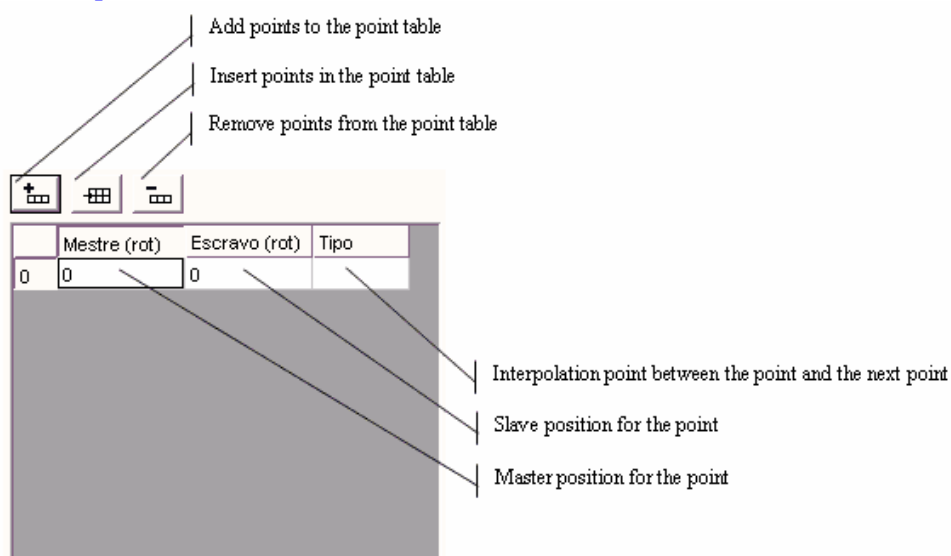 Add points to the point table
Insert points in the point table
Remove points from the point table
Mestre (rot) Escravo (rot) Tipo
0 0 0
Interpolation point between the point and the next point
Slave position for the point
Master position for the point